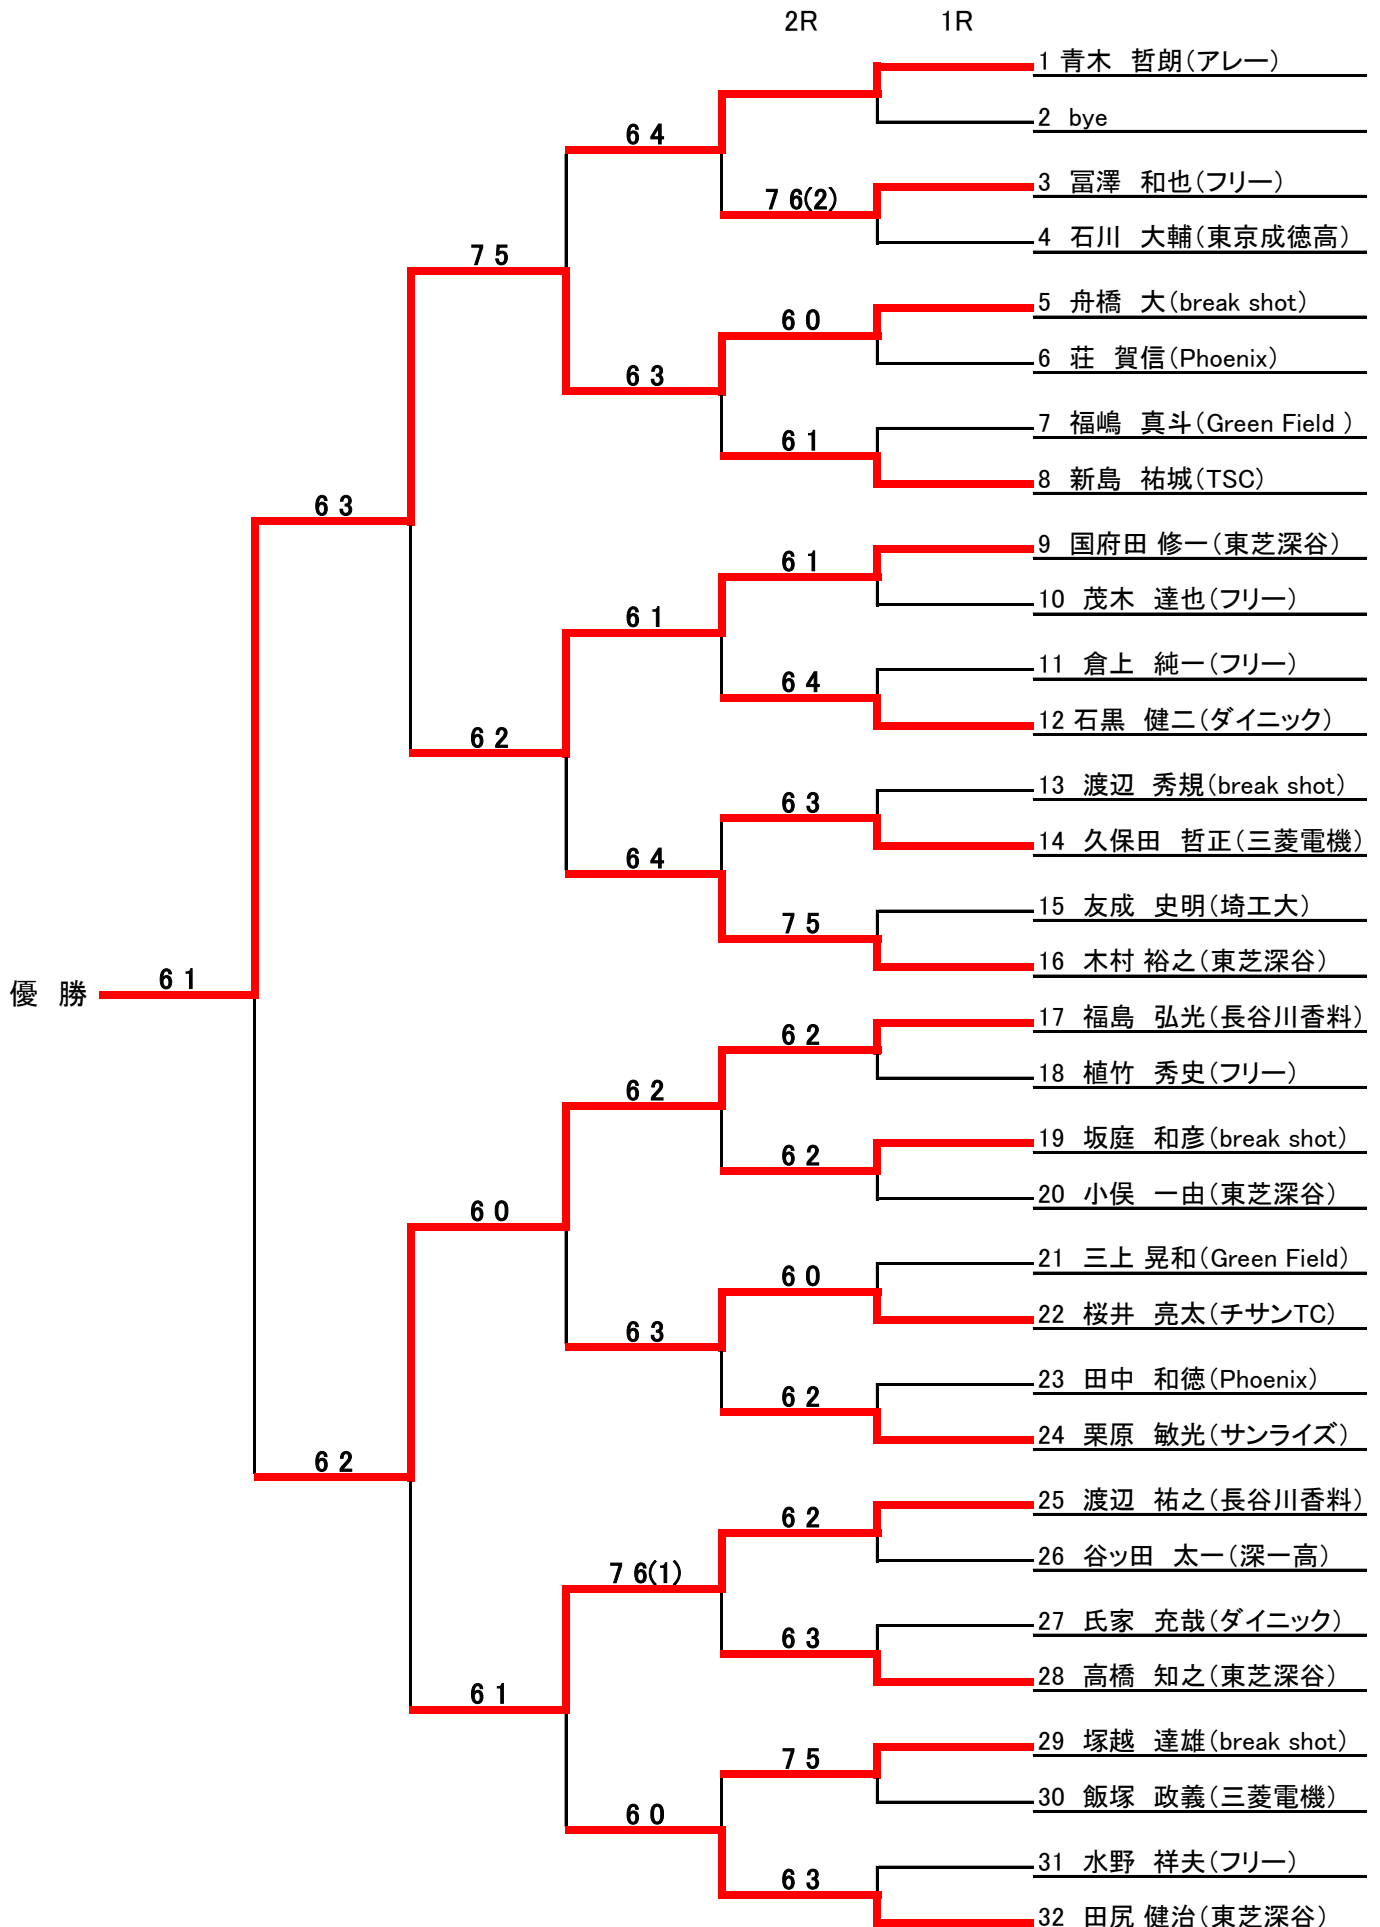 2R 1R
1 青木 哲朗(アレー)
2 bye
6 4
3 冨澤 和也(フリー)
7 6(2)
4 石川 大輔(東京成徳高)
7 5
5 舟橋 大(break shot)
6 0
6 荘 賀信(Phoenix)
6 3
7 福嶋 真斗(Green Field )
6 1
8 新島 祐城(TSC)
6 3
9 国府田 修一(東芝深谷)
6 1
10 茂木 達也(フリー)
6 1
11 倉上 純一(フリー)
6 4
12 石黒 健二(ダイニック)
6 2
13 渡辺 秀規(break shot)
6 3
14 久保田 哲正(三菱電機)
6 4
15 友成 史明(埼工大)
7 5
16 木村 裕之(東芝深谷)
6 1
優 勝
17 福島 弘光(長谷川香料)
6 2
18 植竹 秀史(フリー)
6 2
19 坂庭 和彦(break shot)
6 2
20 小俣 一由(東芝深谷)
6 0
21 三上 晃和(Green Field)
6 0
22 桜井 亮太(チサンTC)
6 3
23 田中 和徳(Phoenix)
6 2
24 栗原 敏光(サンライズ)
6 2
25 渡辺 祐之(長谷川香料)
6 2
26 谷ッ田 太一(深一高)
7 6(1)
27 氏家 充哉(ダイニック)
6 3
28 高橋 知之(東芝深谷)
6 1
29 塚越 達雄(break shot)
7 5
30 飯塚 政義(三菱電機)
6 0
31 水野 祥夫(フリー)
6 3
32 田尻 健治(東芝深谷)